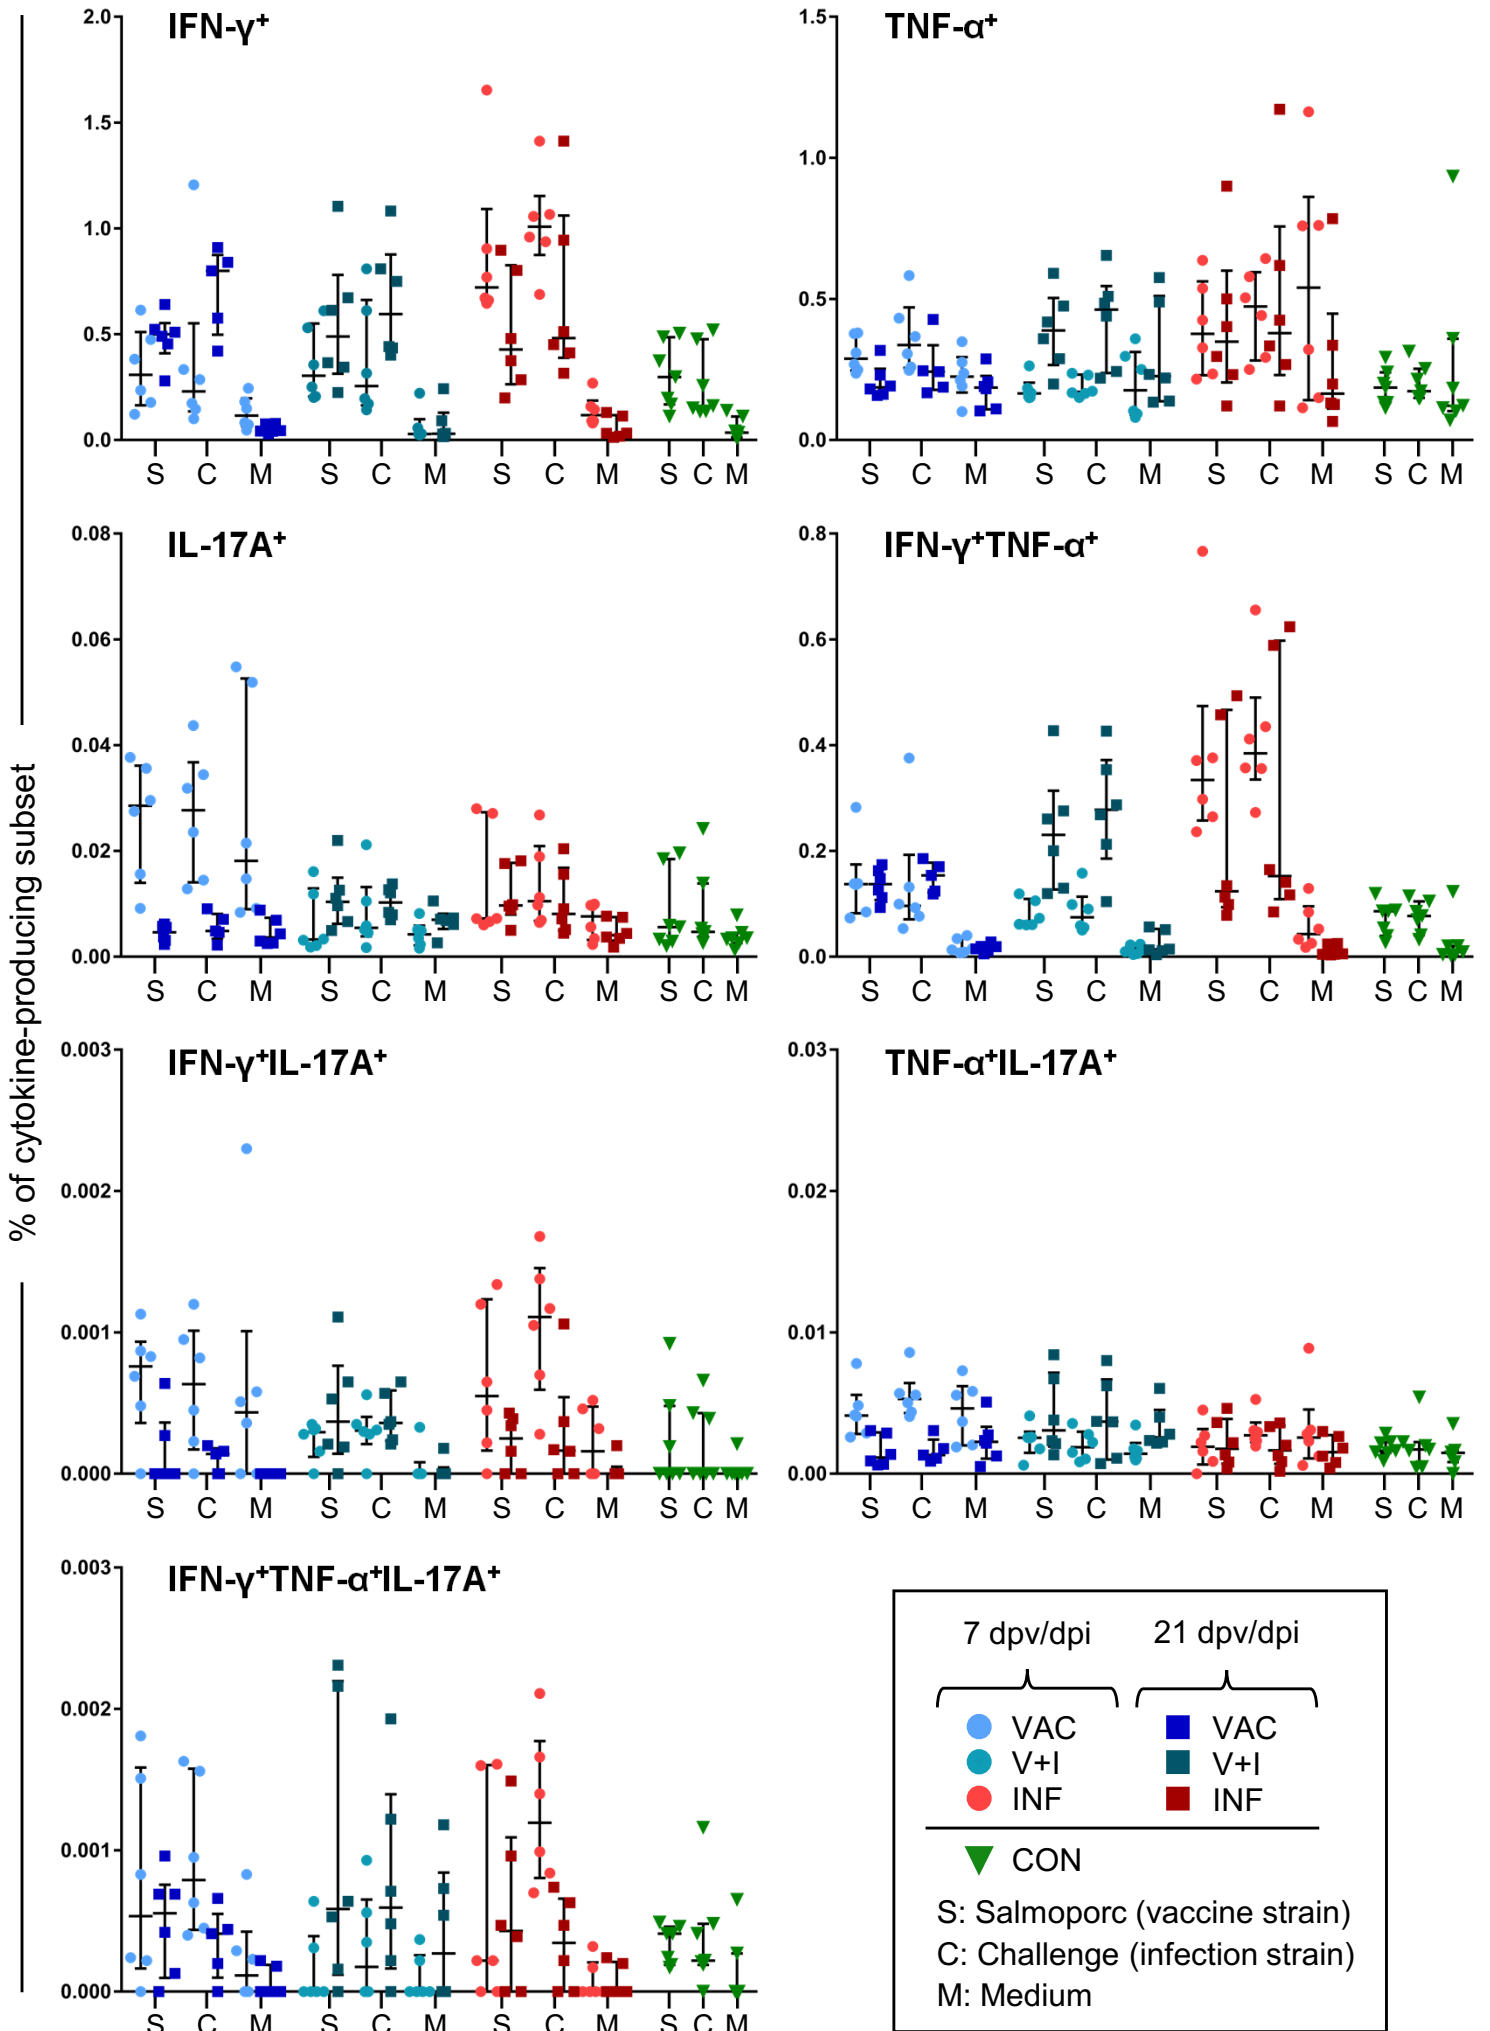 % of cytokine-producing subset
IFN-γ⁺
2.0
1.5
1.0
0.5
0.0
S C M S C M S C M S C M
TNF-α⁺
1.5
1.0
0.5
0.0
S C M S C M S C M S C M
IL-17A⁺
0.08
0.06
0.04
0.02
0.00
S C M S C M S C M S C M
IFN-γ⁺TNF-α⁺
0.8
0.6
0.4
0.2
0.0
S C M S C M S C M S C M
IFN-γ⁺IL-17A⁺
0.003
0.002
0.001
0.000
S C M S C M S C M S C M
TNF-α⁺IL-17A⁺
0.03
0.02
0.01
0.00
S C M S C M S C M S C M
IFN-γ⁺TNF-α⁺IL-17A⁺
0.003
0.002
0.001
0.000
S C M S C M S C M S C M
7 dpv/dpi 21 dpv/dpi
VAC VAC
V+I V+I
INF INF
CON
S: Salmoporc (vaccine strain)
C: Challenge (infection strain)
M: Medium